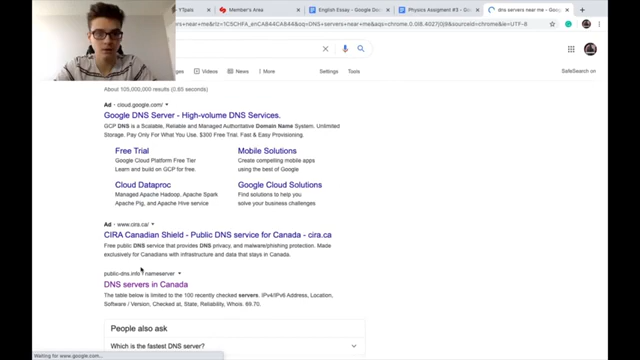 YTpals
Member's Area
English Essay - Google Do
Physics Assigment #3 - Goo
dns servers near me - Googl
SafeSearch on
Videos
News
More
Settings
Tools
About 105,000,000 results (0.65 seconds)
Ad · cloud.google.com/
Google DNS Server - High-volume DNS Services.
GCP DNS is a Scalable, Reliable and Managed Authoritative Domain Name System. Unlimited
Storage. Pay Only For What You Use. $300 Free Trial. Fast & Easy Provisioning.
Free Trial
Google Cloud Platform Free Tier
Learn and build on GCP for free.
Mobile Solutions
Create compelling mobile apps
using the best of Google
Cloud Dataproc
Managed Apache Hadoop, Apache Spark
Apache Pig, and Apache Hive service
Google Cloud Solutions
Find solutions to help you
solve your business challenges
Ad · www.cira.ca/
CIRA Canadian Shield - Public DNS service for Canada - cira.ca
Free public DNS service that provides DNS privacy, and malware/phishing protection. Made
exclusively for Canadians with infrastructure and data that stays in Canada.
public-dns.info nameserver
DNS servers in Canada
The table below is limited to the 100 recently checked servers. IPv4/IPv6 Address, Location,
Software / Version, Checked at, State, Reliability, Whois. 69.70.
People also ask
Which is the fastest DNS server?
Waiting for www.google.com...